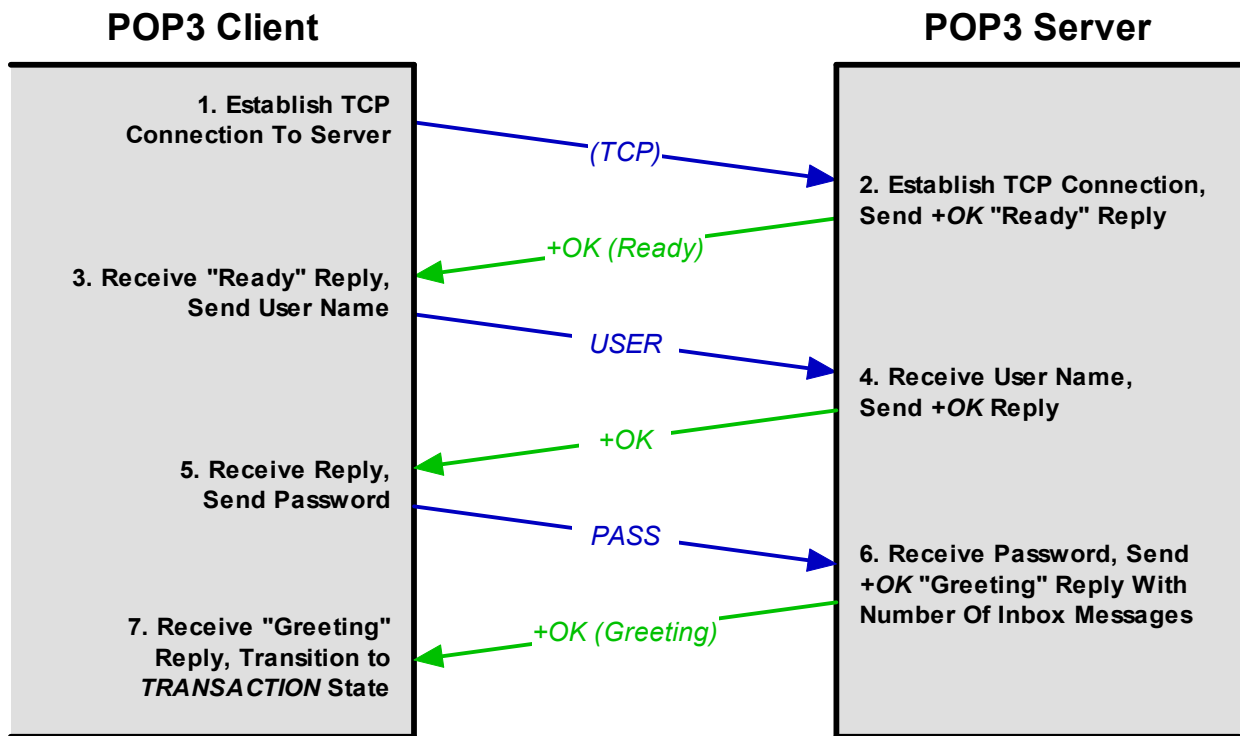 POP3 Client
POP3 Server
1. Establish TCP
Connection To Server
(TCP)
2. Establish TCP Connection,
Send +OK "Ready" Reply
+OK (Ready)
3. Receive "Ready" Reply,
Send User Name
USER
4. Receive User Name,
Send +OK Reply
+OK
5. Receive Reply,
Send Password
PASS
6. Receive Password, Send
+OK "Greeting" Reply With
Number Of Inbox Messages
+OK (Greeting)
7. Receive "Greeting"
Reply, Transition to
TRANSACTION State